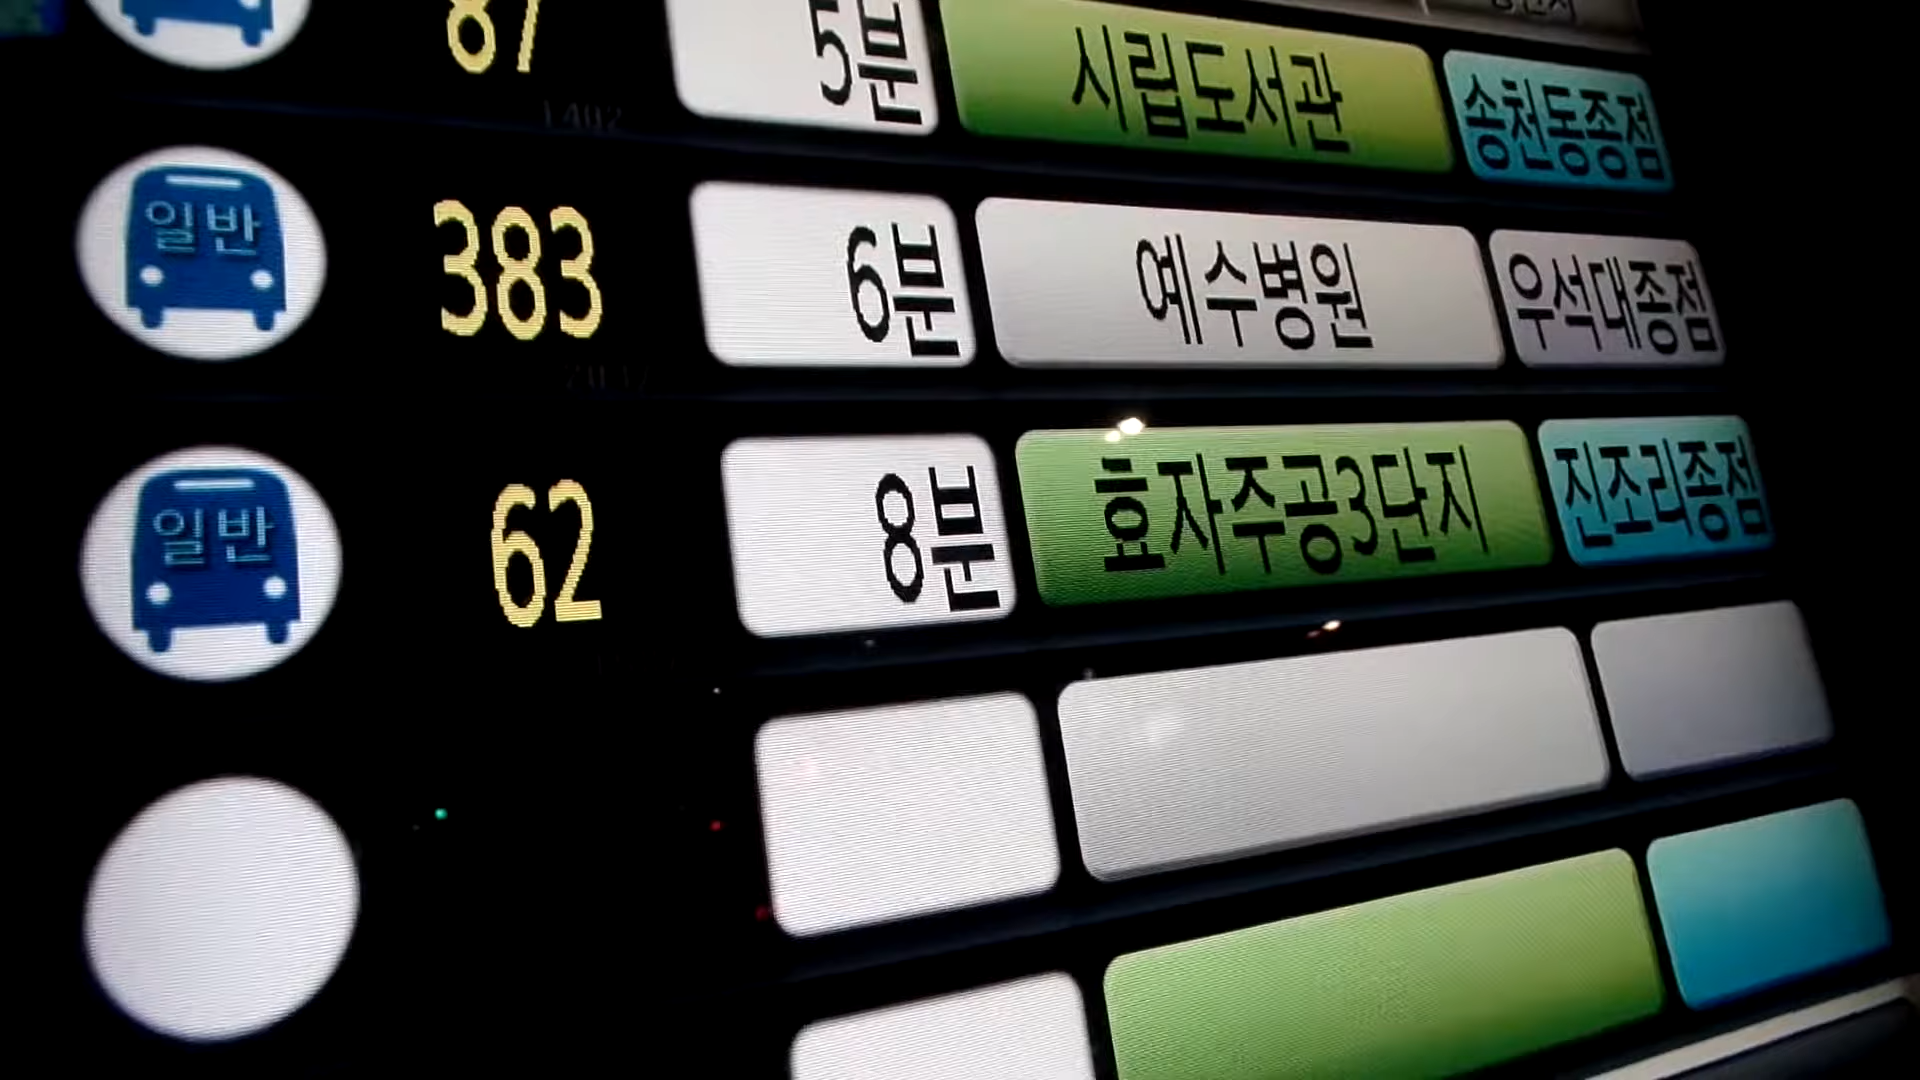 87 5분 시립도서관 송천동종점
일반 383 6분 예수병원 우석대종점
일반 62 8분 효자주공3단지 진조리종점